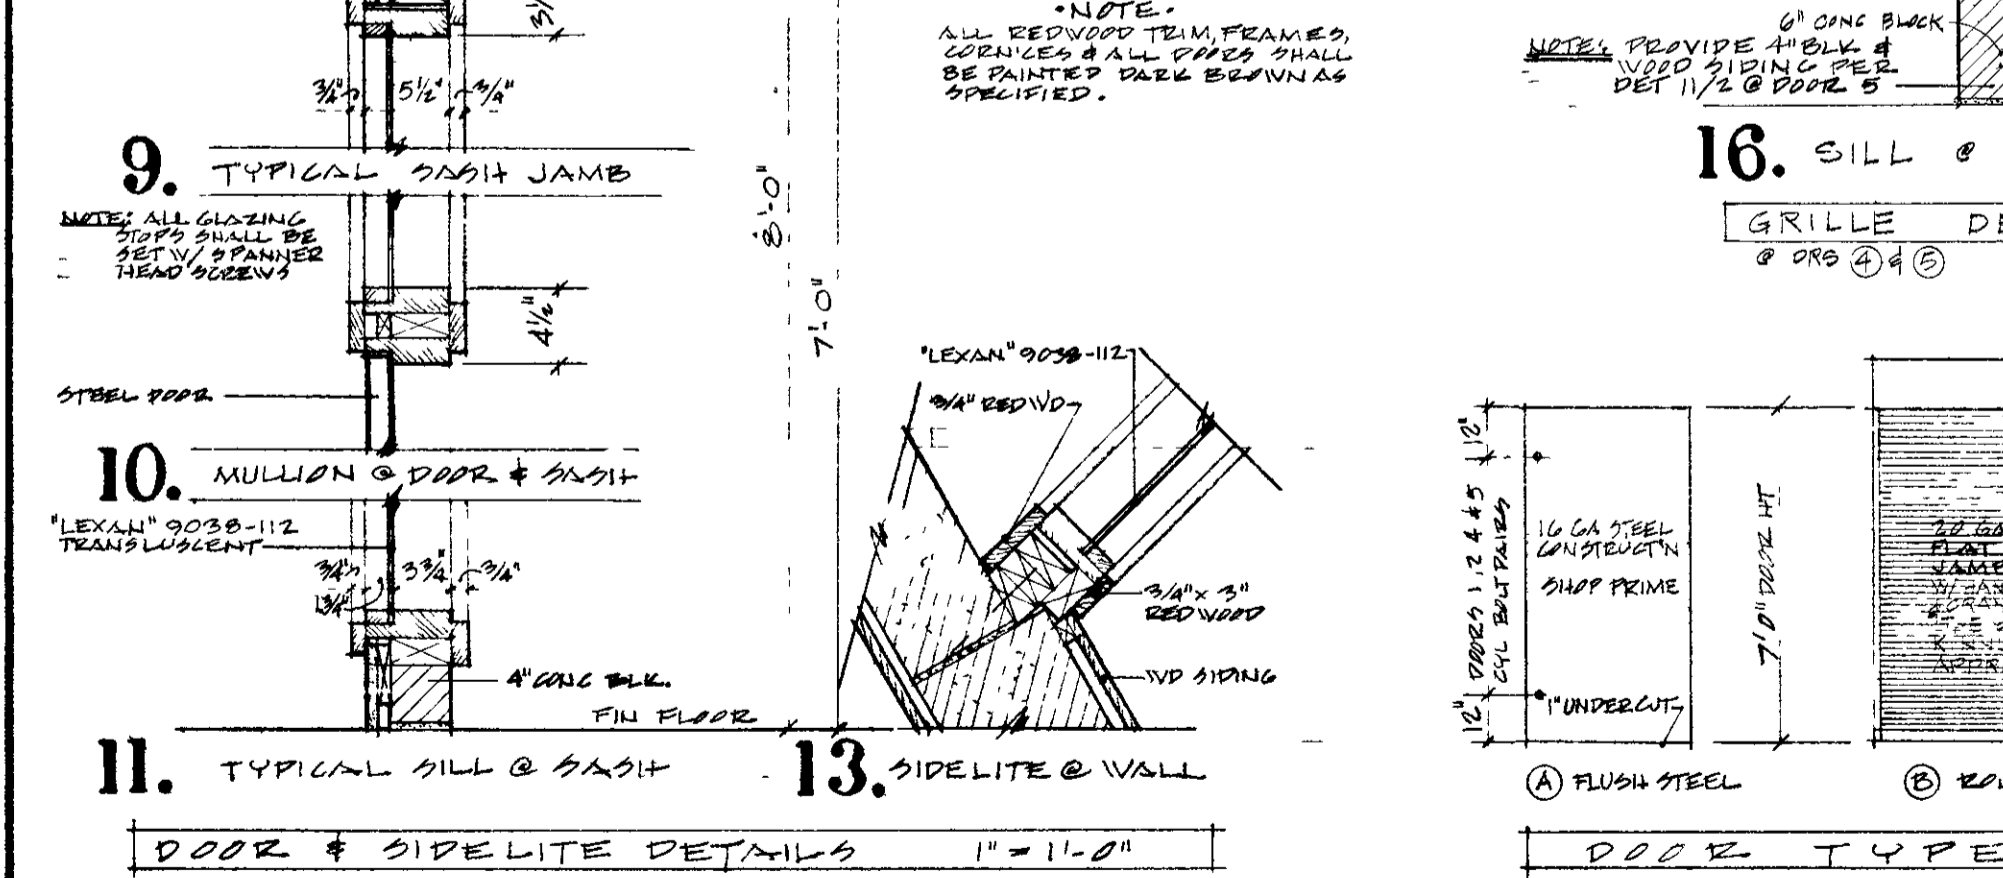 3/4" 5 1/2" 3/4"
9. TYPICAL SASH JAMB
NOTE: ALL GLAZING
STOPS SHALL BE
SET W/ SPANNER
HEAD SCREWS
4 1/2"
STEEL DOOR
10. MULLION @ DOOR & SASH
"LEXAN" 9038-112
TRANSLUSCENT
3/4" 3 3/4" 3/4"
1 3/4"
4" CONC BLK.
FIN FLOOR
11. TYPICAL SILL @ SASH
8'-0"
7'-0"
• NOTE •
ALL REDWOOD TRIM, FRAMES,
CORNICES & ALL DOORS SHALL
BE PAINTED DARK BROWN AS
SPECIFIED.
"LEXAN" 9038-112
3/4" REDWD
3/4" x 3"
REDWOOD
WD SIDING
13. SIDELITE @ WALL
DOOR & SIDELITE DETAILS 1" = 1'-0"
6" CONC BLOCK
NOTE: PROVIDE 4" BLK &
WOOD SIDING PER
DET 11/2 @ DOOR 5
16. SILL @
GRILLE
@ DRS 4 & 5
12"
DOORS 1, 2 4 & 5
CYL BOLT PAIRS
12"
16 GA STEEL
CONSTRUCT'N
SHOP PRIME
1" UNDERCUT
7'0" DOOR HT
20 GA
FLAT
A FLUSH STEEL
B
DOOR TYPE